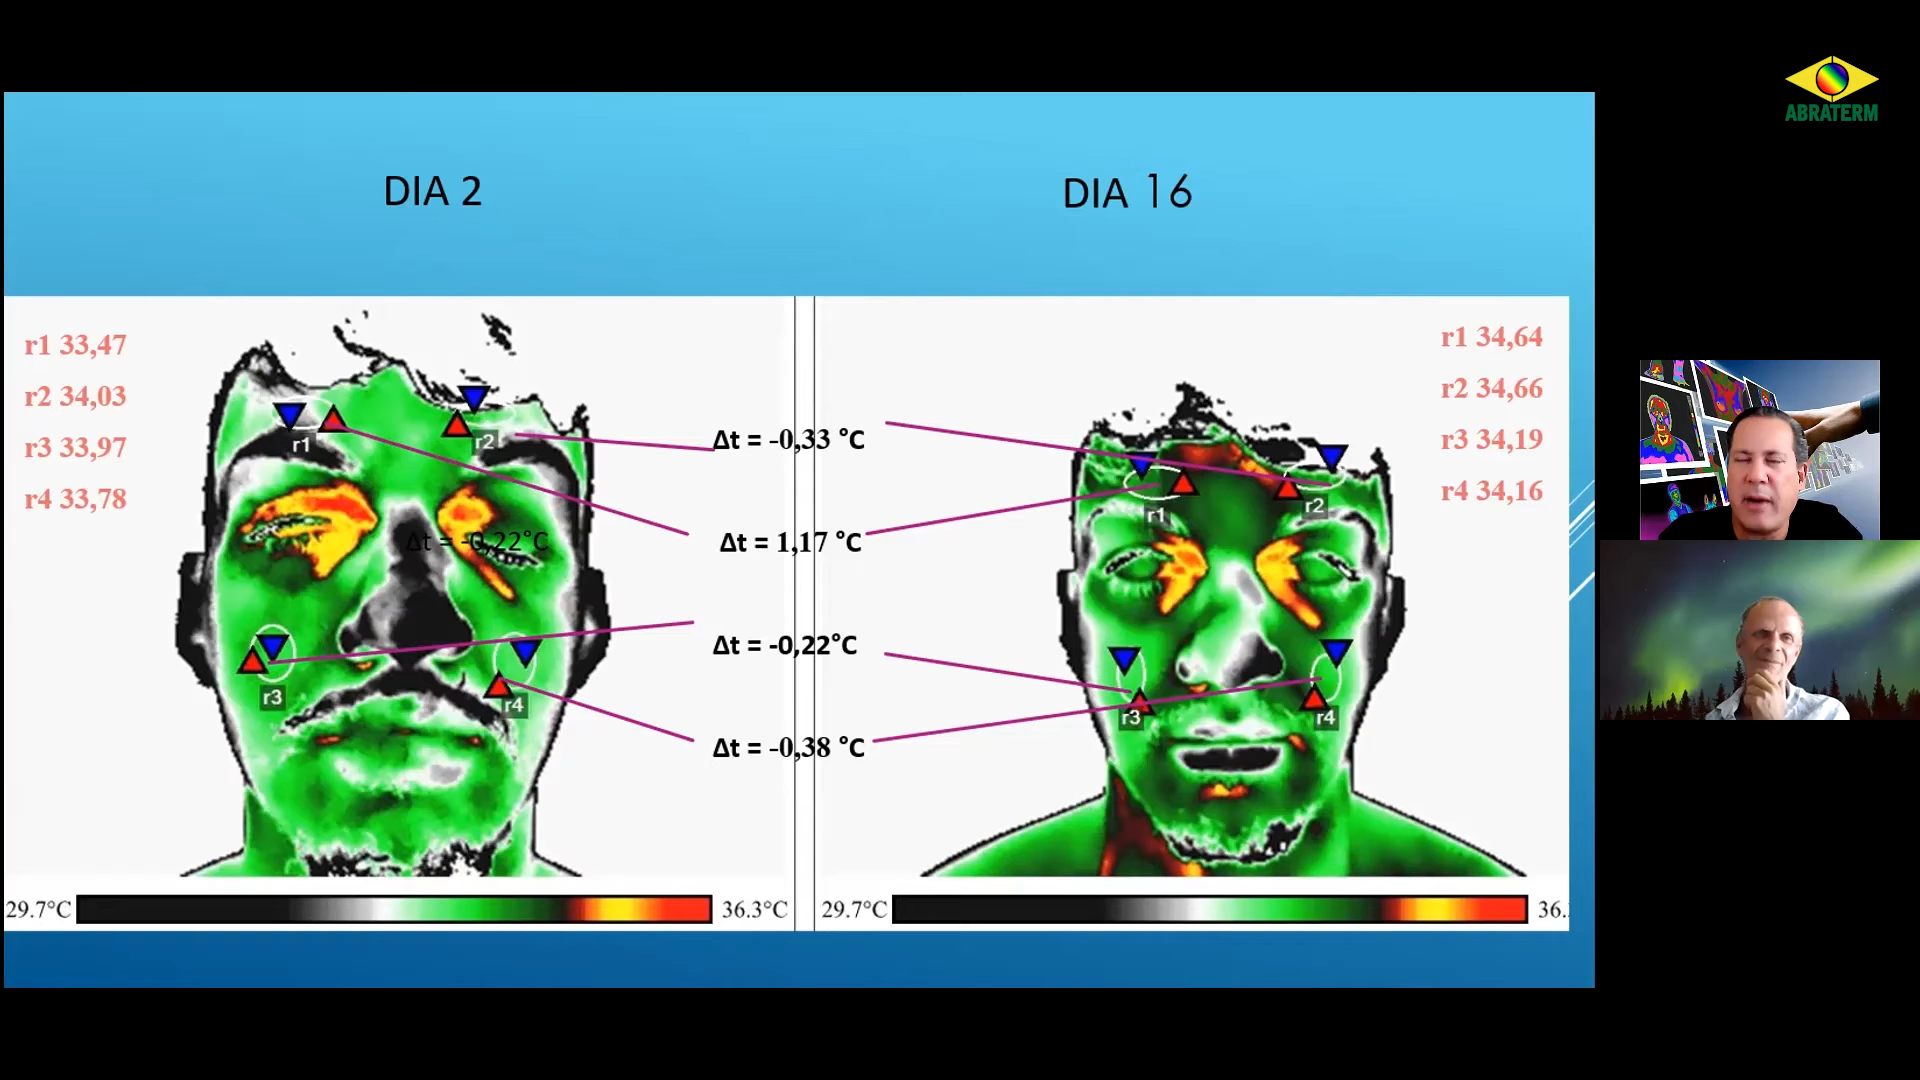 ABRATERM
DIA 2
DIA 16
r1 33,47
r2 34,03
r3 33,97
r4 33,78
r1 34,64
r2 34,66
r3 34,19
r4 34,16
r1
r2
r3
r4
r1
r2
r3
r4
Δt = -0,22°C
Δt = -0,33 °C
Δt = 1,17 °C
Δt = -0,22°C
Δt = -0,38 °C
29.7°C
36.3°C
29.7°C
36.